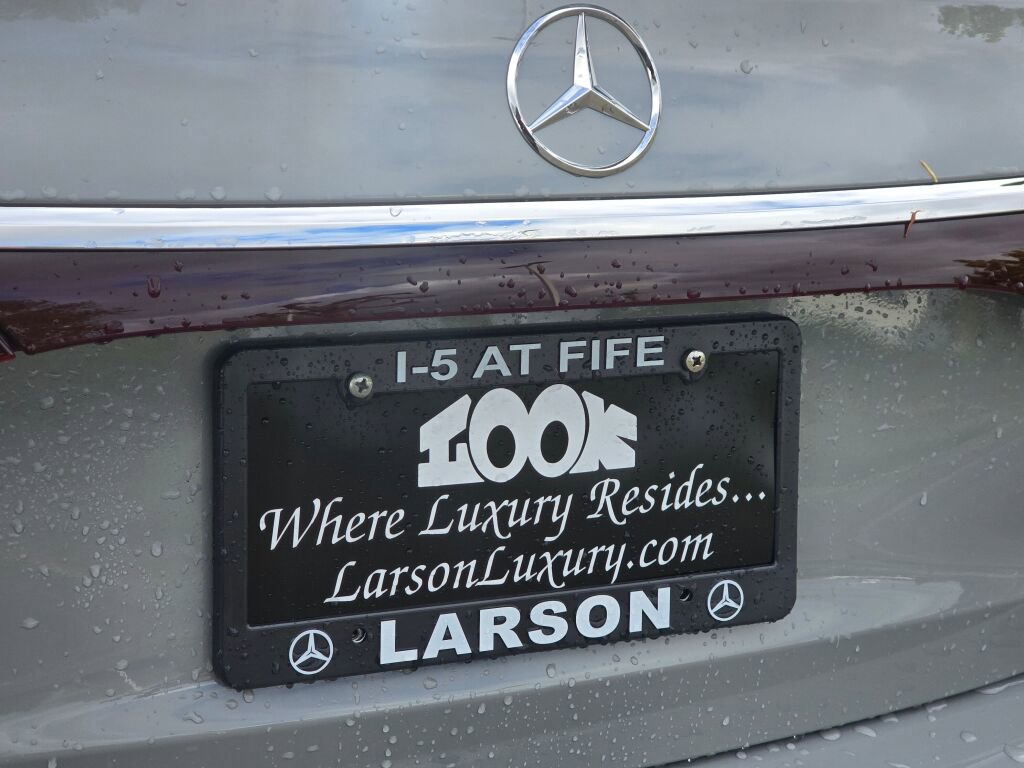 I-5 AT FIFE
LOOK
Where Luxury Resides...
LarsonLuxury.com
LARSON